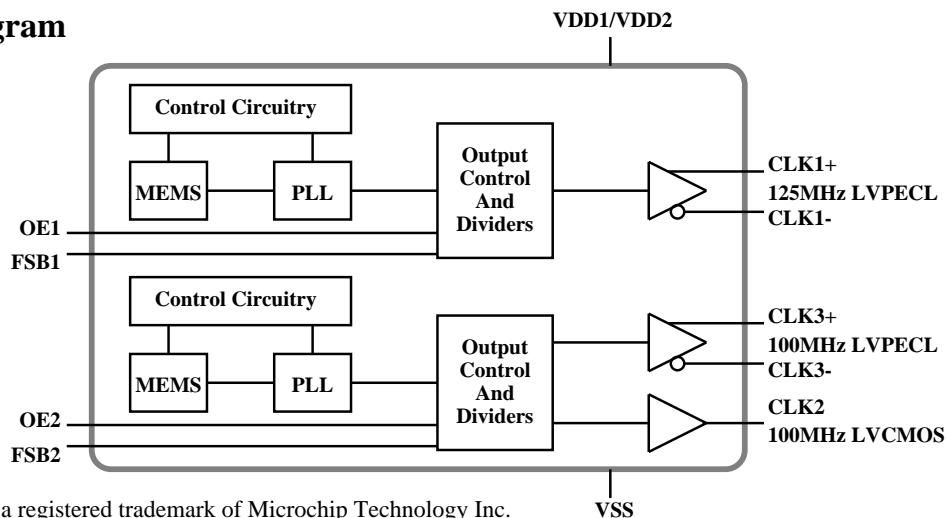 gram
VDD1/VDD2
Control Circuitry
MEMS
PLL
Output
Control
And
Dividers
CLK1+
125MHz LVPECL
CLK1-
OE1
FSB1
Control Circuitry
MEMS
PLL
Output
Control
And
Dividers
CLK3+
100MHz LVPECL
CLK3-
CLK2
100MHz LVCMOS
OE2
FSB2
VSS
a registered trademark of Microchip Technology Inc.